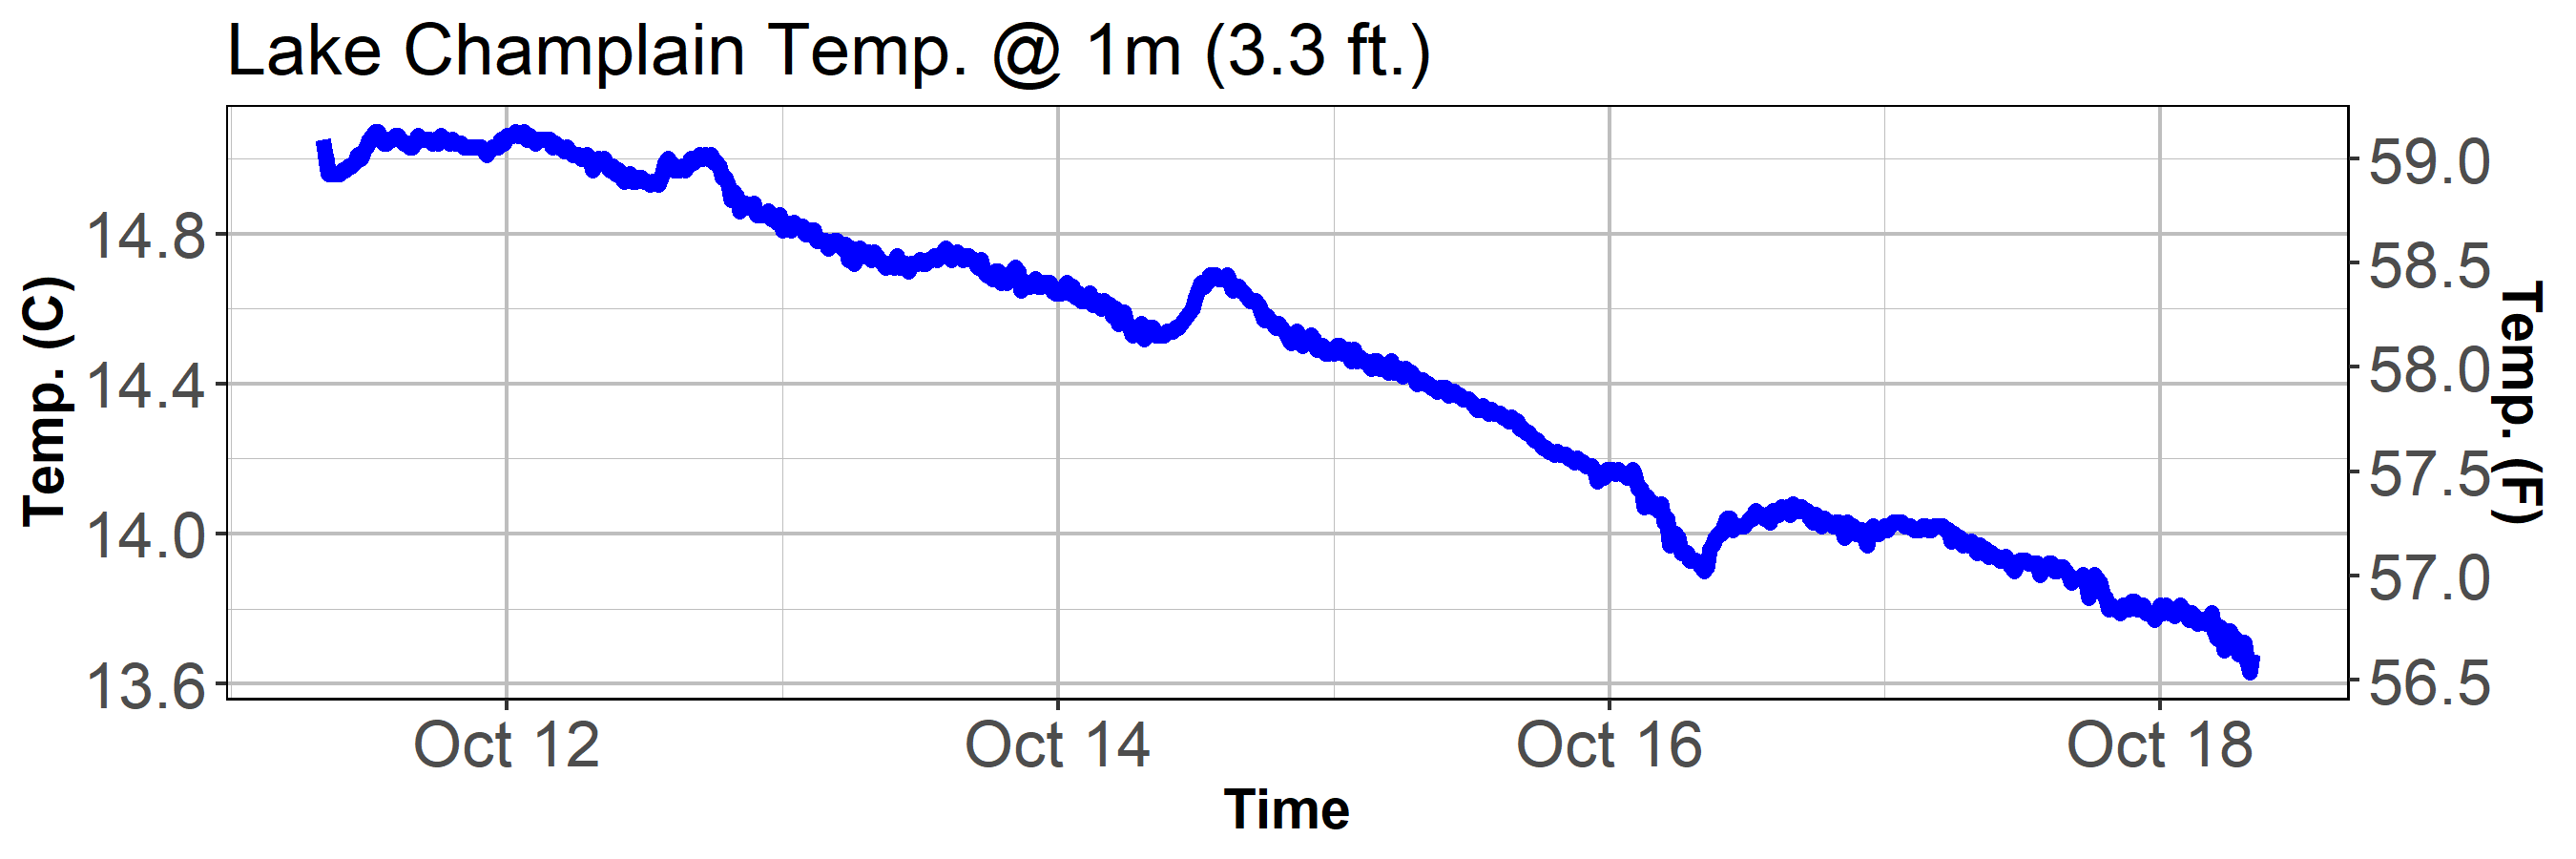 Lake Champlain Temp. @ 1m (3.3 ft.)
Temp. (C)
14.8
14.4
14.0
13.6
59.0
58.5
58.0
57.5
57.0
56.5
Temp. (F)
Oct 12
Oct 14
Oct 16
Oct 18
Time